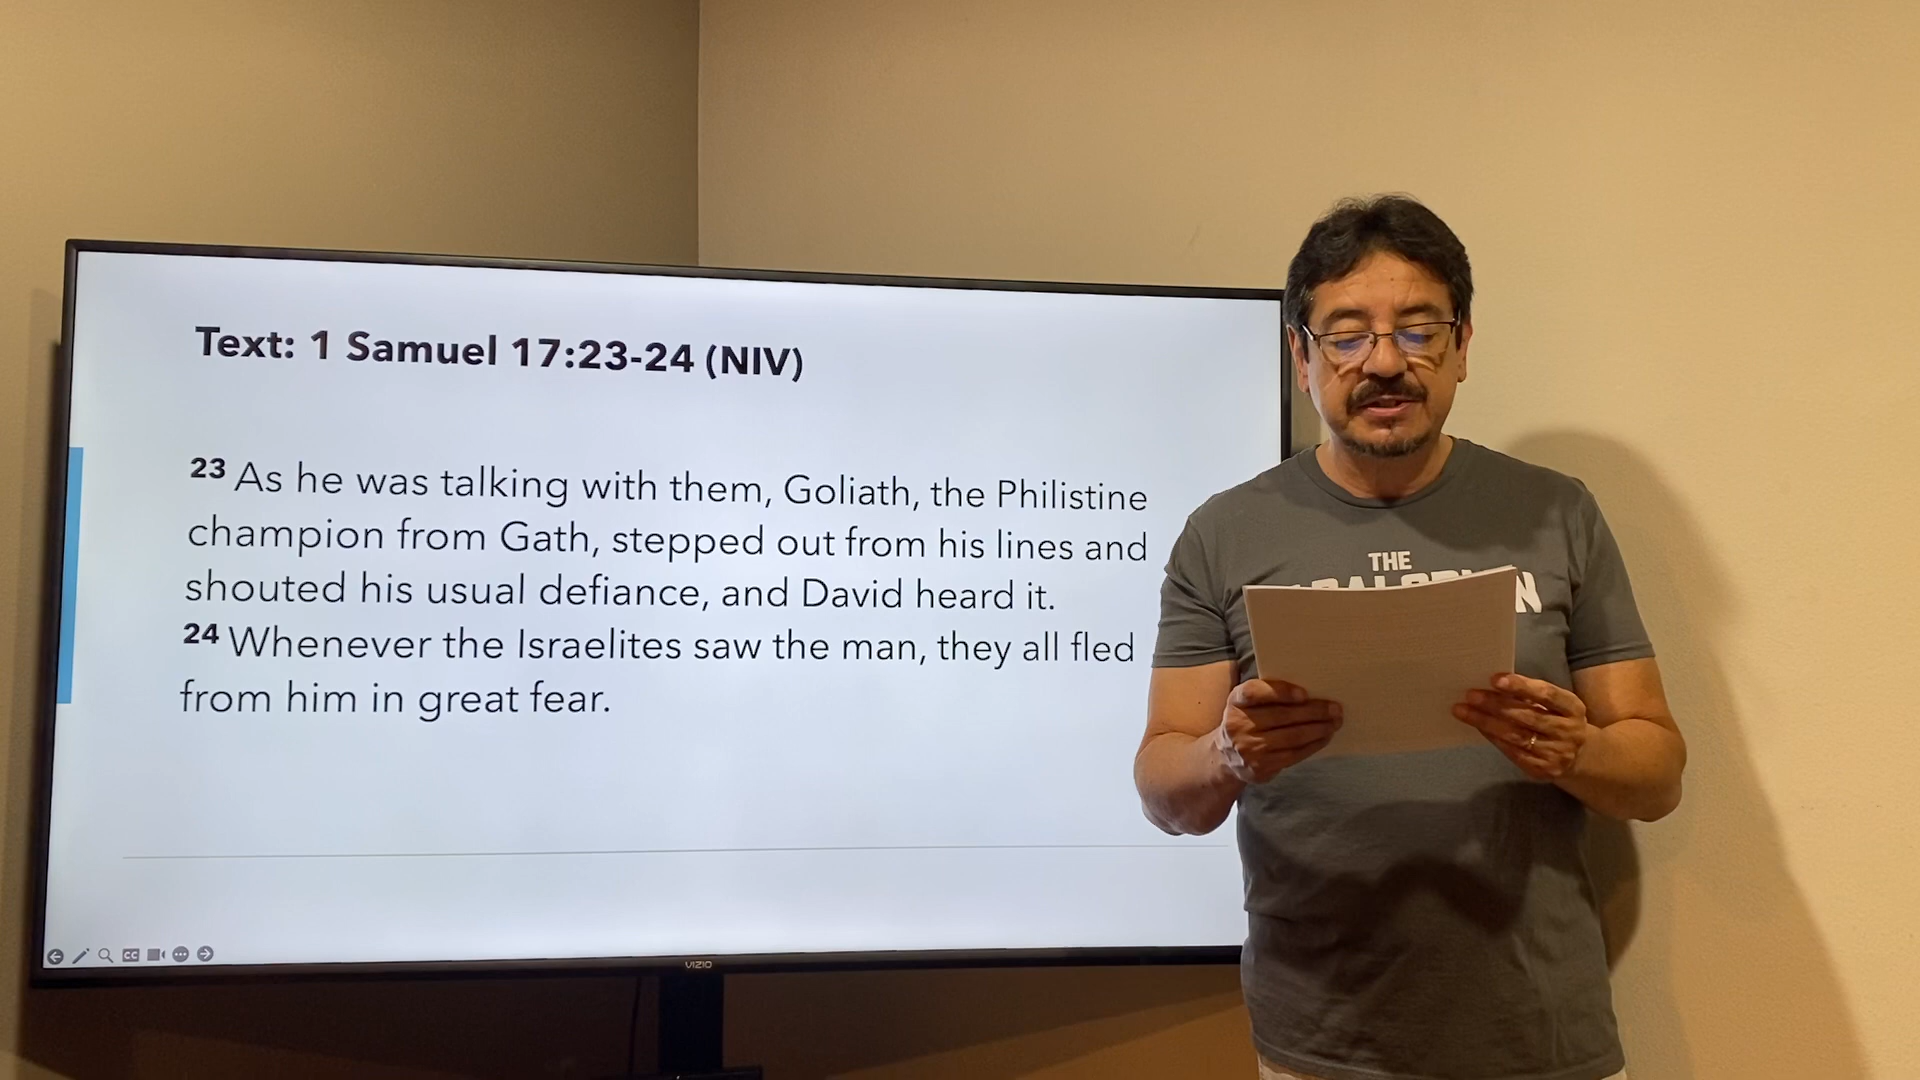 Text: 1 Samuel 17:23-24 (NIV)
23 As he was talking with them, Goliath, the Philistine
champion from Gath, stepped out from his lines and
shouted his usual defiance, and David heard it.
24 Whenever the Israelites saw the man, they all fled
from him in great fear.
CC
VIZIO
THE